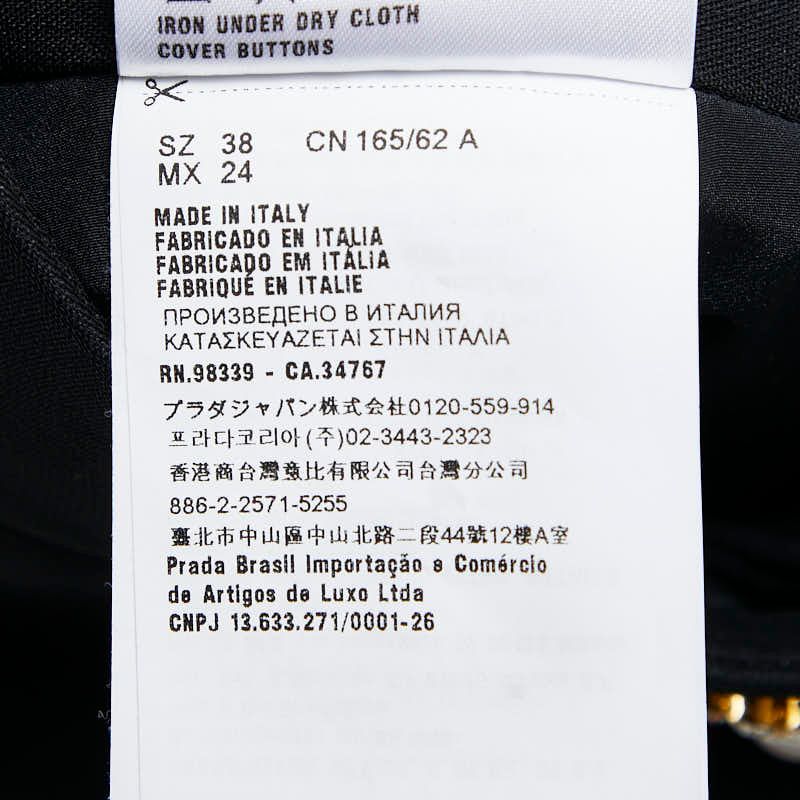 IRON UNDER DRY CLOTH
COVER BUTTONS
SZ 38 CN 165/62 A
MX 24
MADE IN ITALY
FABRICADO EN ITALIA
FABRICADO EM ITÁLIA
FABRIQUÉ EN ITALIE
ПРОИЗВЕДЕНО В ИТАЛИЯ
ΚΑΤΑΣΚΕΥΑΖΕΤΑΙ ΣΤΗΝ ΙΤΑΛΙΑ
RN.98339 - CA.34767
プラダジャパン株式会社0120-559-914
프라다코리아(주)02-3443-2323
香港商台灣意比有限公司台灣分公司
886-2-2571-5255
臺北市中山區中山北路二段44號12樓A室
Prada Brasil Importação e Comércio
de Artigos de Luxo Ltda
CNPJ 13.633.271/0001-26